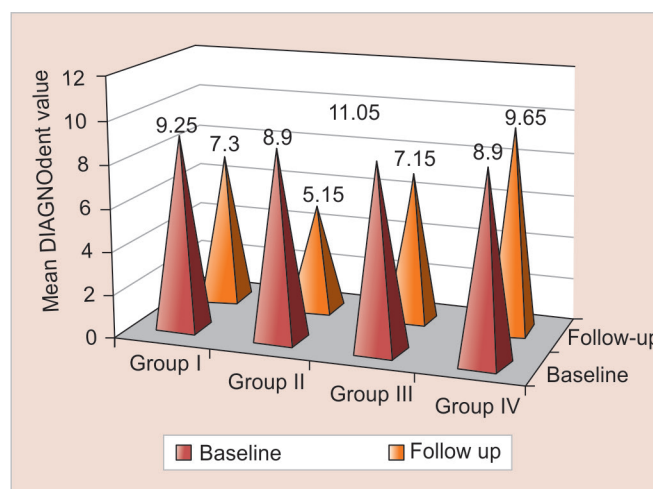 Mean DIAGNOdent value
12
10
8
6
4
2
0
9.25
7.3
8.9
5.15
11.05
7.15
8.9
9.65
Group I
Group II
Group III
Group IV
Follow-up
Baseline
Baseline
Follow up